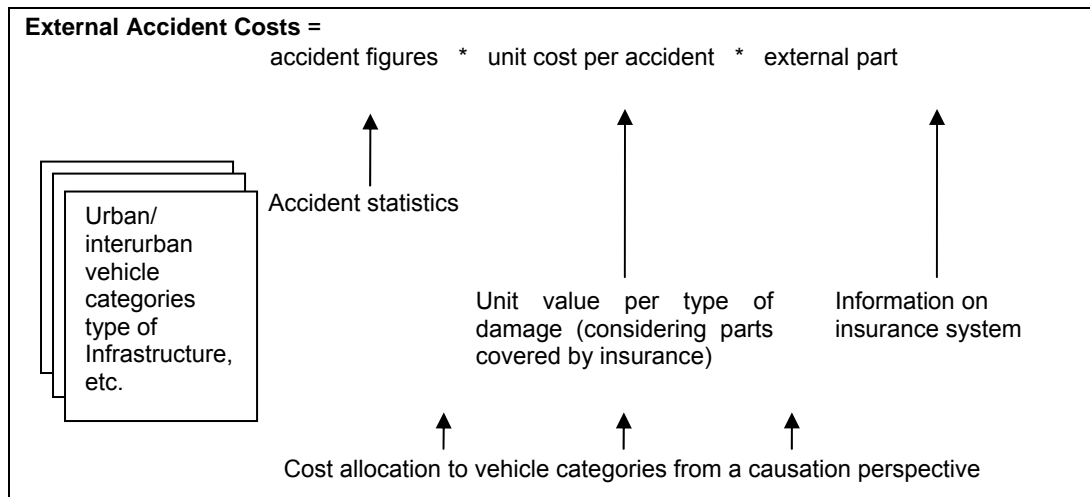 External Accident Costs =
accident figures * unit cost per accident * external part
Accident statistics
Urban/
interurban
vehicle
categories
type of
Infrastructure,
etc.
Unit value per type of
damage (considering parts
covered by insurance)
Information on
insurance system
Cost allocation to vehicle categories from a causation perspective